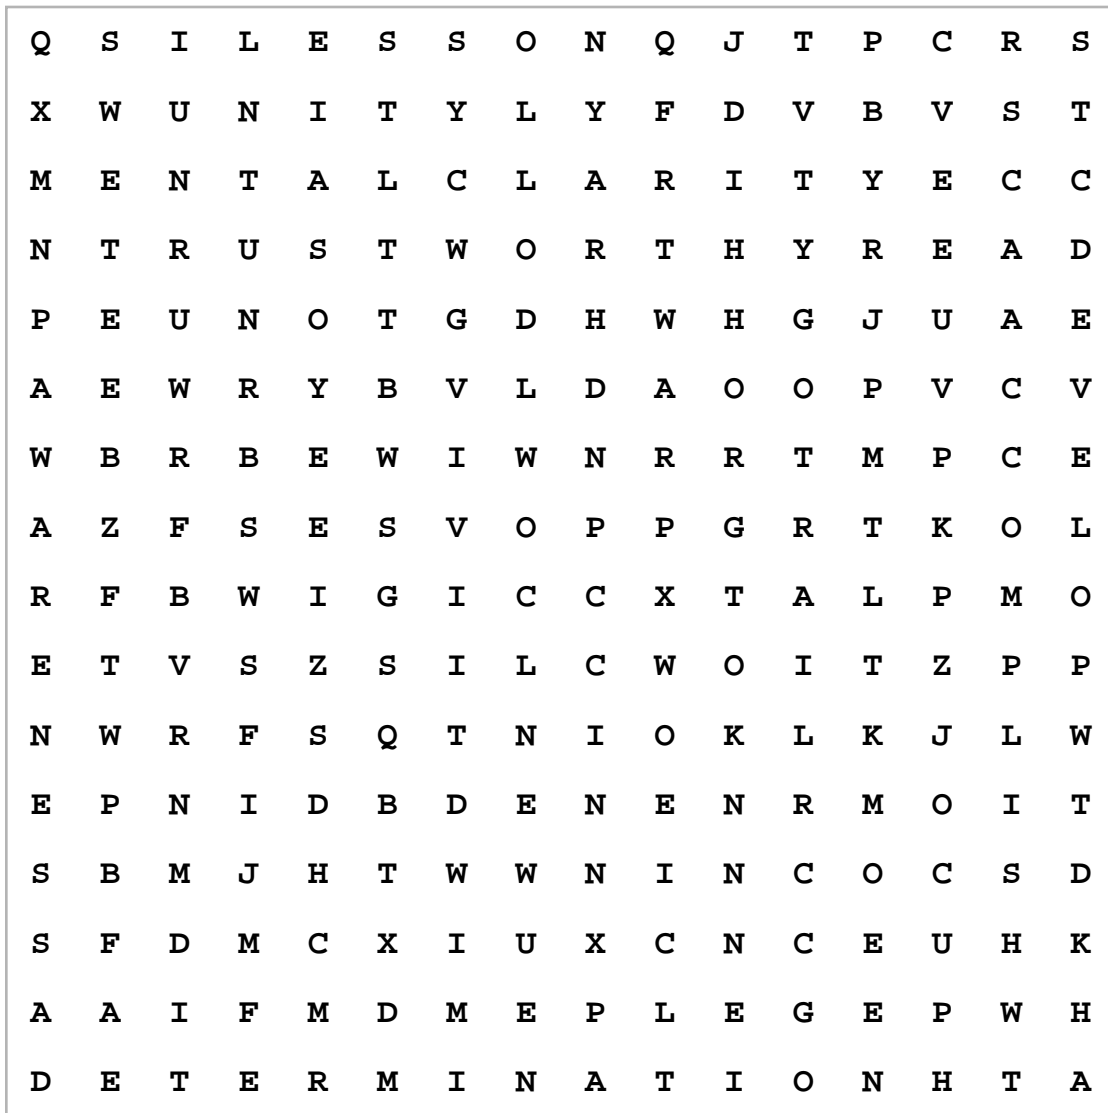 Q S I L E S S O N Q J T P C R S
X W U N I T Y L Y F D V B V S T
M E N T A L C L A R I T Y E C C
N T R U S T W O R T H Y R E A D
P E U N O T G D H W H G J U A E
A E W R Y B V L D A O O P V C V
W B R B E W I W N R R T M P C E
A Z F S E S V O P P G R T K O L
R F B W I G I C C X T A L P M O
E T V S Z S I L C W O I T Z P P
N W R F S Q T N I O K L K J L W
E P N I D B D E N E N R M O I T
S B M J H T W W N I N C O C S D
S F D M C X I U X C N C E U H K
A A I F M D M E P L E G E P W H
D E T E R M I N A T I O N H T A